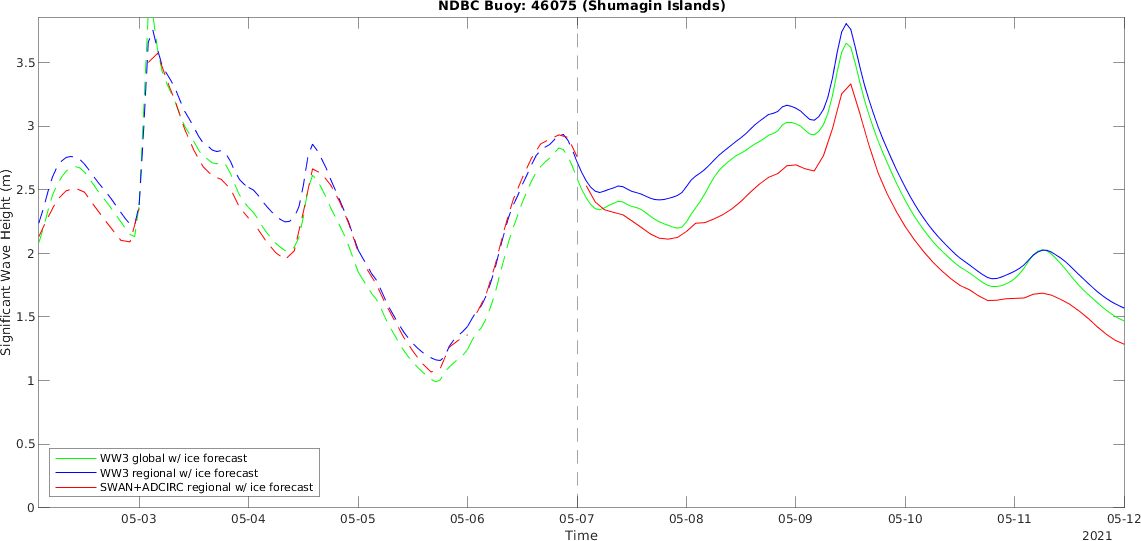 NDBC Buoy: 46075 (Shumagin Islands)
Significant Wave Height (m)
3.5
3
2.5
2
1.5
1
0.5
0
WW3 global w/ ice forecast
WW3 regional w/ ice forecast
SWAN+ADCIRC regional w/ ice forecast
05-03 05-04 05-05 05-06 05-07 05-08 05-09 05-10 05-11 05-12
Time
2021